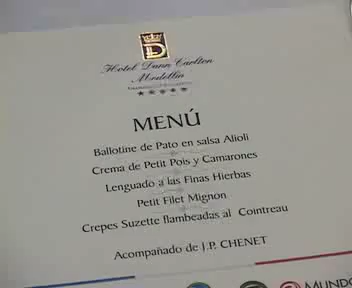 D
Hotel Dann Carlton
Medellín
MENÚ
Ballotine de Pato en salsa Alioli
Crema de Petit Pois y Camarones
Lenguado a las Finas Hierbas
Petit Filet Mignon
Crepes Suzette flambeadas al Cointreau
Acompañado de J.P. CHENET
MUNDO